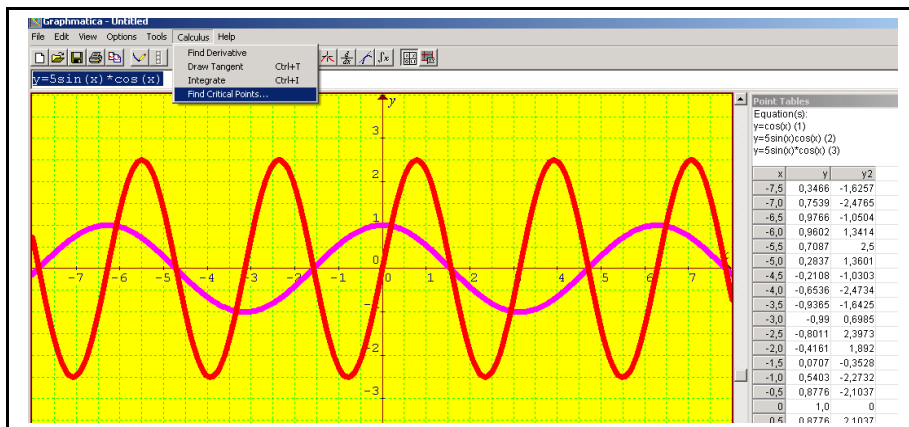 Graphmatica - Untitled
File Edit View Options Tools Calculus Help
Find Derivative
Draw Tangent Ctrl+T
Integrate Ctrl+I
Find Critical Points...
y=5sin(x)*cos(x)
y
3
2
1
0
-7 -6 -5 -4 -3 -2 -1 0 1 2 3 4 5 6 7
-2
-3
Point Tables
Equation(s):
y=cos(x) (1)
y=5sin(x)cos(x) (2)
y=5sin(x)*cos(x) (3)
x y y2
-7,5 0,3466 -1,6257
-7,0 0,7539 -2,4765
-6,5 0,9766 -1,0504
-6,0 0,9602 1,3414
-5,5 0,7087 2,5
-5,0 0,2837 1,3601
-4,5 -0,2108 -1,0303
-4,0 -0,6536 -2,4734
-3,5 -0,9365 -1,6425
-3,0 -0,99 0,6985
-2,5 -0,8011 2,3973
-2,0 -0,4161 1,892
-1,5 0,0707 -0,3528
-1,0 0,5403 -2,2732
-0,5 0,8776 -2,1037
0 1,0 0
0,5 0,8776 2,1037